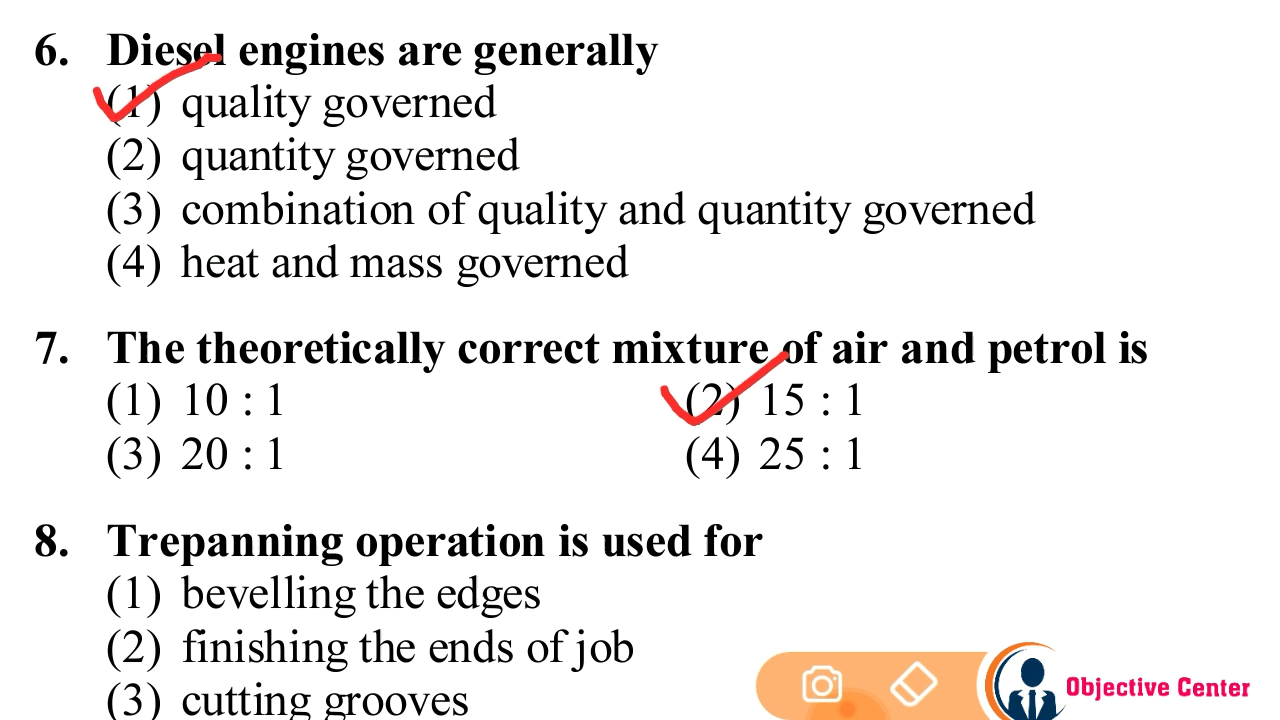 6. Diesel engines are generally
(1) quality governed
(2) quantity governed
(3) combination of quality and quantity governed
(4) heat and mass governed
7. The theoretically correct mixture of air and petrol is
(1) 10 : 1 (2) 15 : 1
(3) 20 : 1 (4) 25 : 1
8. Trepanning operation is used for
(1) bevelling the edges
(2) finishing the ends of job
(3) cutting grooves
Objective Center